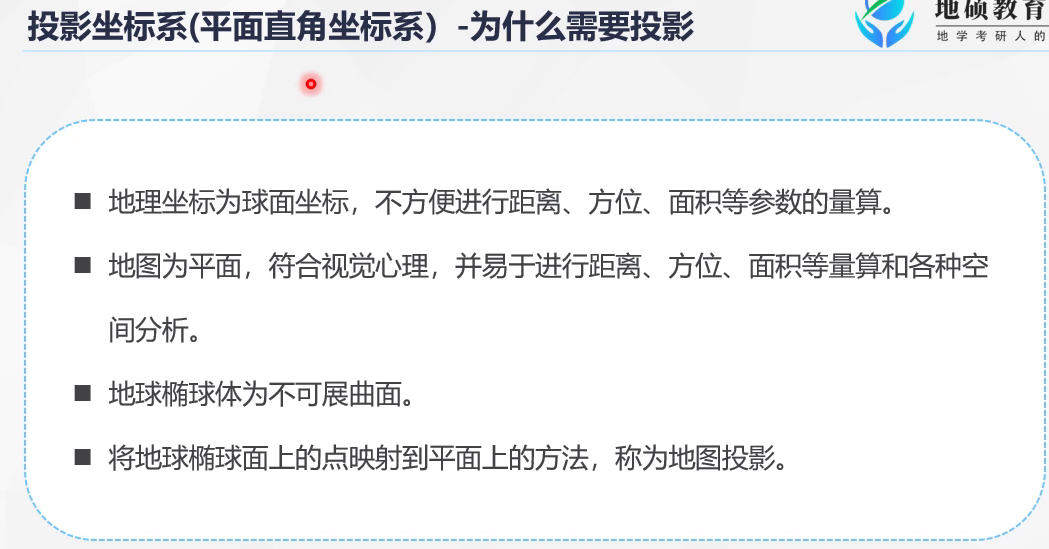 投影坐标系(平面直角坐标系）-为什么需要投影
地硕教育
地学考研人的
■ 地理坐标为球面坐标，不方便进行距离、方位、面积等参数的量算。
■ 地图为平面，符合视觉心理，并易于进行距离、方位、面积等量算和各种空
间分析。
■ 地球椭球体为不可展曲面。
■ 将地球椭球面上的点映射到平面上的方法，称为地图投影。